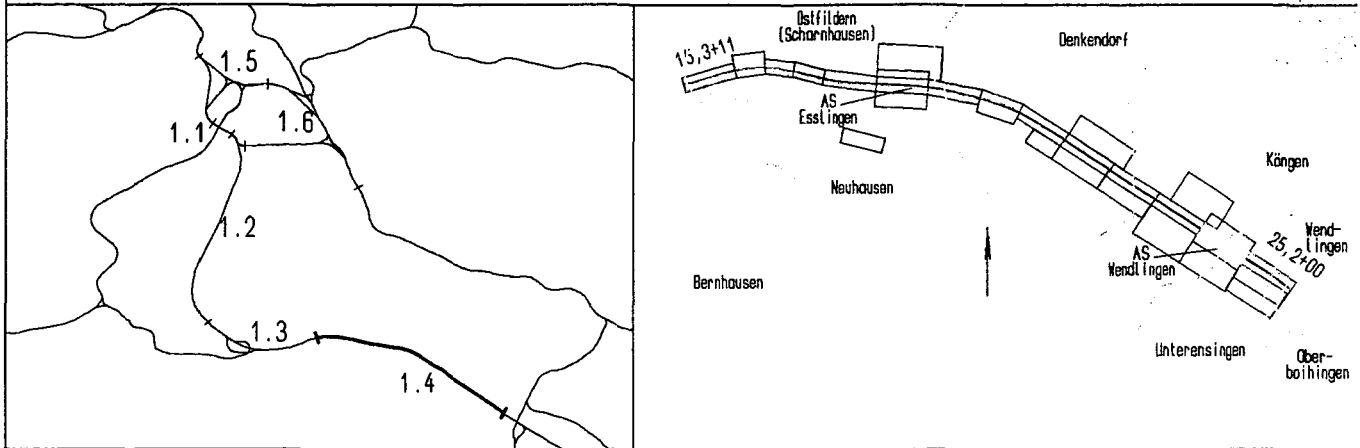 1.5
1.1
1.6
1.2
1.3
1.4
Ostfildern
(Scharnhausen)
Denkendorf
15,3+11
AS
Esslingen
Neuhausen
Köngen
Wend-
lingen
25,2+00
AS
Wendlingen
Bernhausen
Unterensingen
Ober-
boihingen